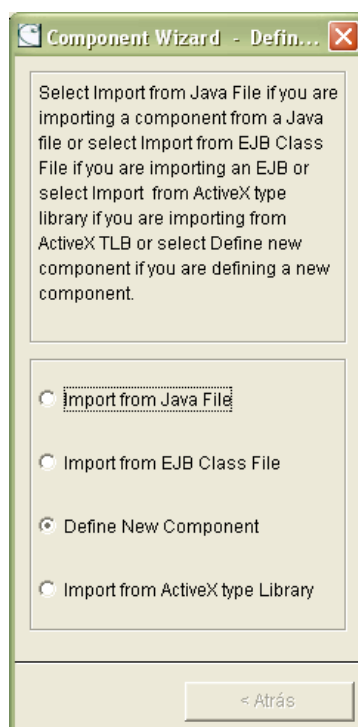 Component Wizard - Defin...
Select Import from Java File if you are
importing a component from a Java
file or select Import from EJB Class
File if you are importing an EJB or
select Import from ActiveX type
library if you are importing from
ActiveX TLB or select Define new
component if you are defining a new
component.
Import from Java File
Import from EJB Class File
Define New Component
Import from ActiveX type Library
< Atrás